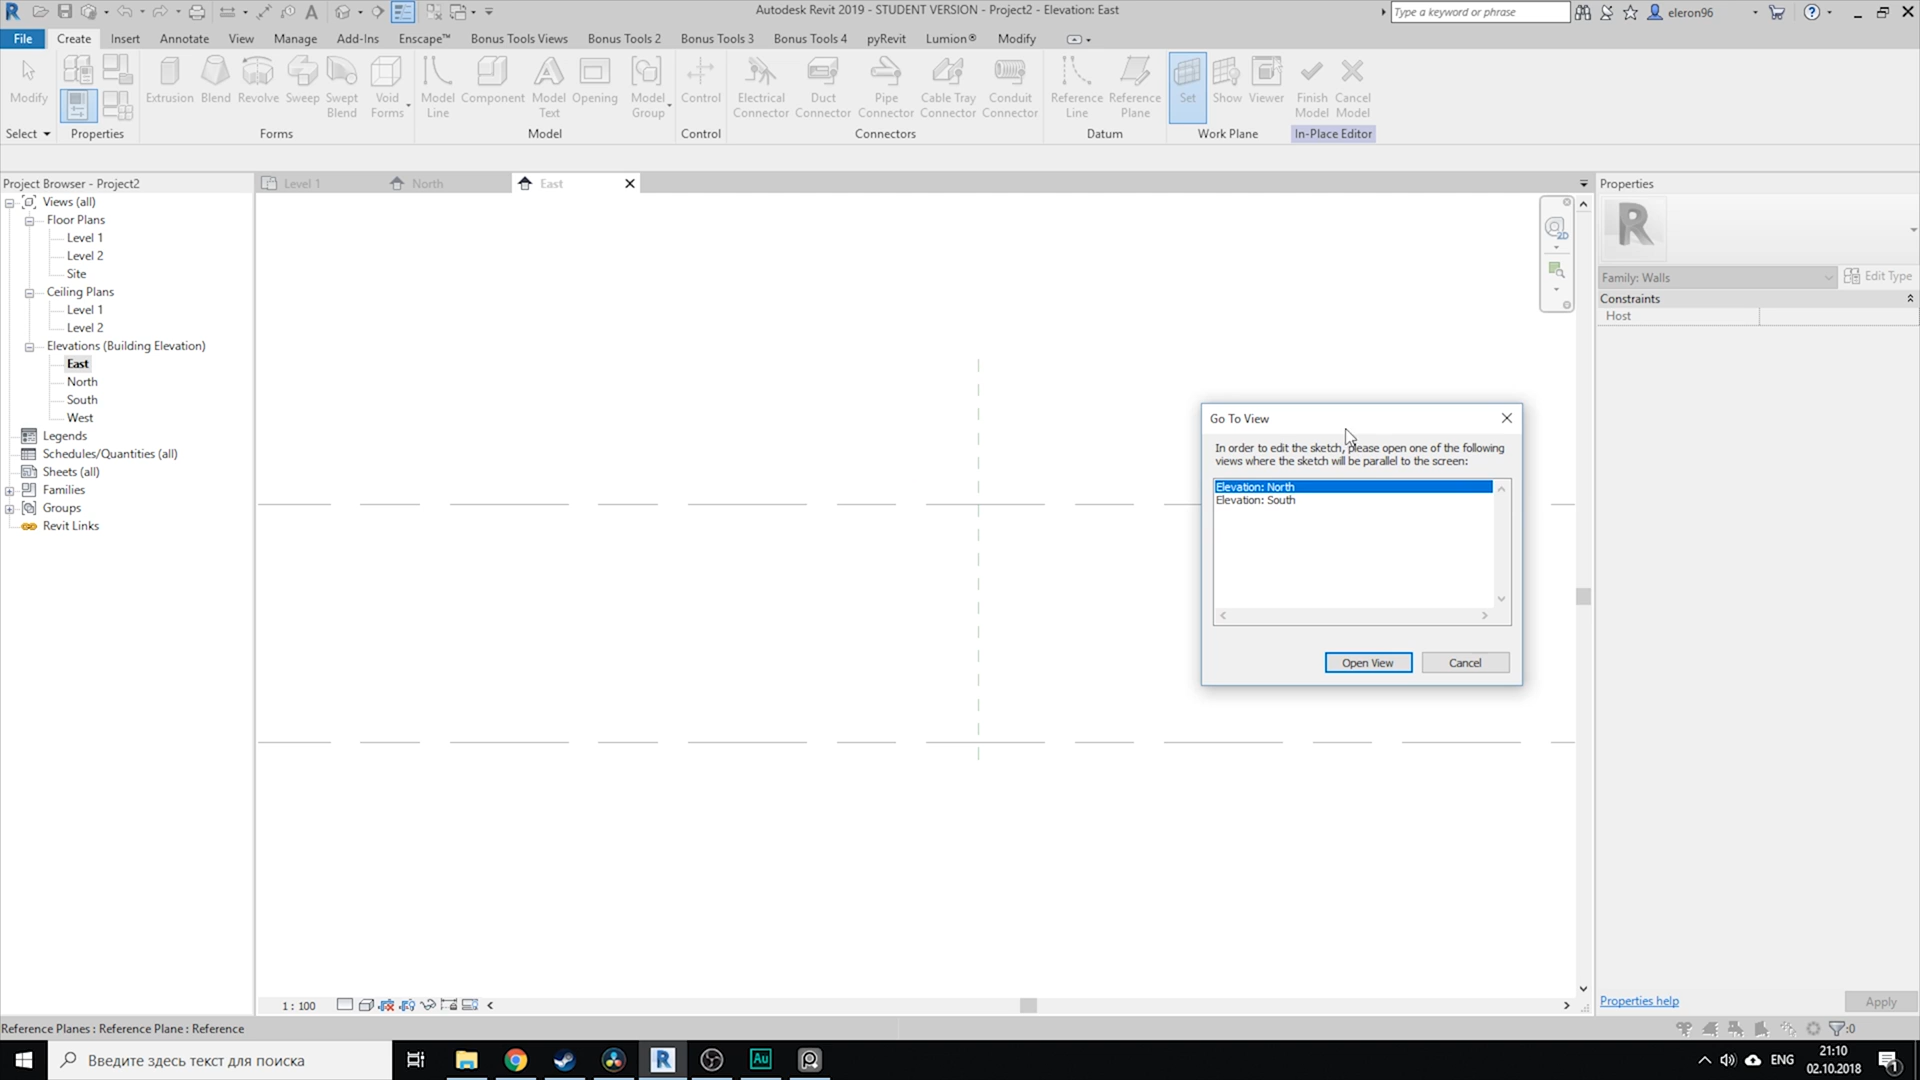 Autodesk Revit 2019 - STUDENT VERSION - Project2 - Elevation: East
Type a keyword or phrase
eleron96
File Create Insert Annotate View Manage Add-Ins Enscape™ Bonus Tools Views Bonus Tools 2 Bonus Tools 3 Bonus Tools 4 pyRevit Lumion® Modify
Modify Extrusion Blend Revolve Sweep Swept Blend Void Forms Model Line Component Model Text Opening Model Group Control Electrical Connector Duct Connector Pipe Connector Cable Tray Connector Conduit Connector Reference Line Reference Plane Set Show Viewer Finish Model Cancel Model
Select Properties Forms Model Control Connectors Datum Work Plane In-Place Editor
Project Browser - Project2
Level 1 North East
Views (all)
Floor Plans
Level 1
Level 2
Site
Ceiling Plans
Level 1
Level 2
Elevations (Building Elevation)
East
North
South
West
Legends
Schedules/Quantities (all)
Sheets (all)
Families
Groups
Revit Links
2D
Go To View
In order to edit the sketch, please open one of the following
views where the sketch will be parallel to the screen:
Elevation: North
Elevation: South
Open View Cancel
Properties
R
Family: Walls Edit Type
Constraints
Host
1 : 100
Properties help Apply
Reference Planes : Reference Plane : Reference
:0
Введите здесь текст для поиска
R
Au
ENG
21:10
02.10.2018
1